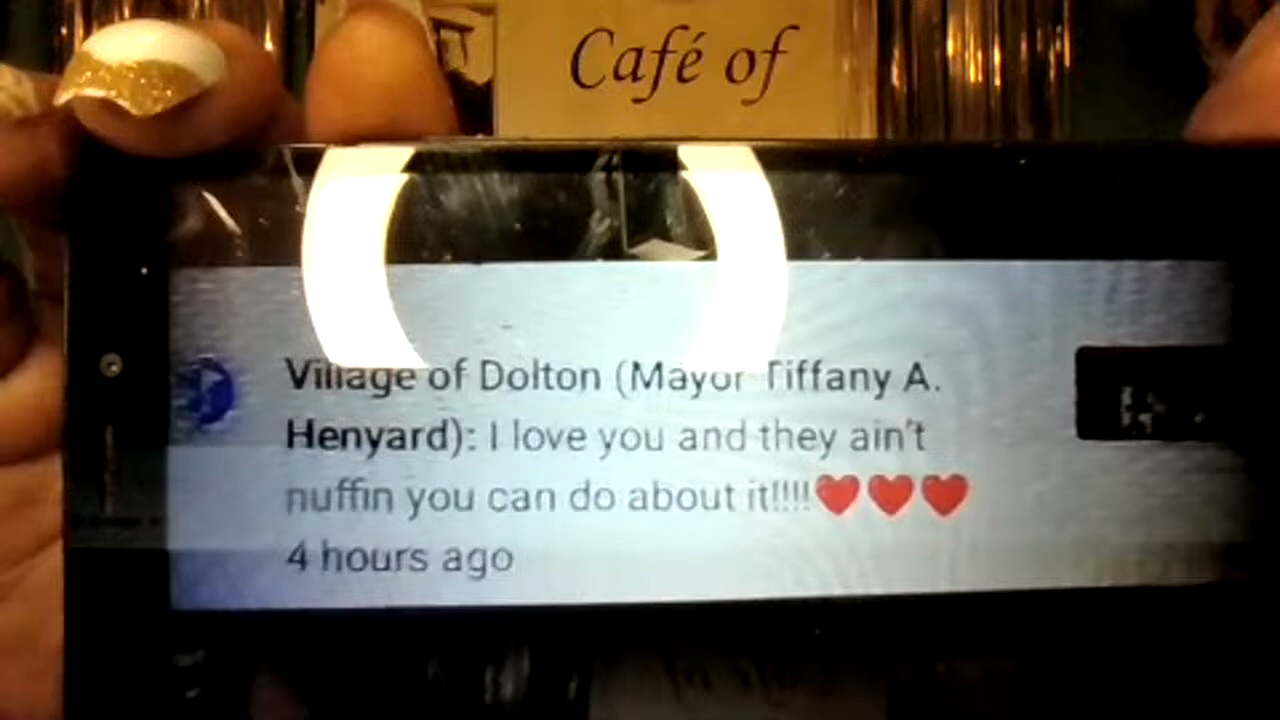 Café of
Village of Dolton (Mayor Tiffany A.
Henyard): I love you and they ain't
nuffin you can do about it!!!!❤️❤️❤️
4 hours ago